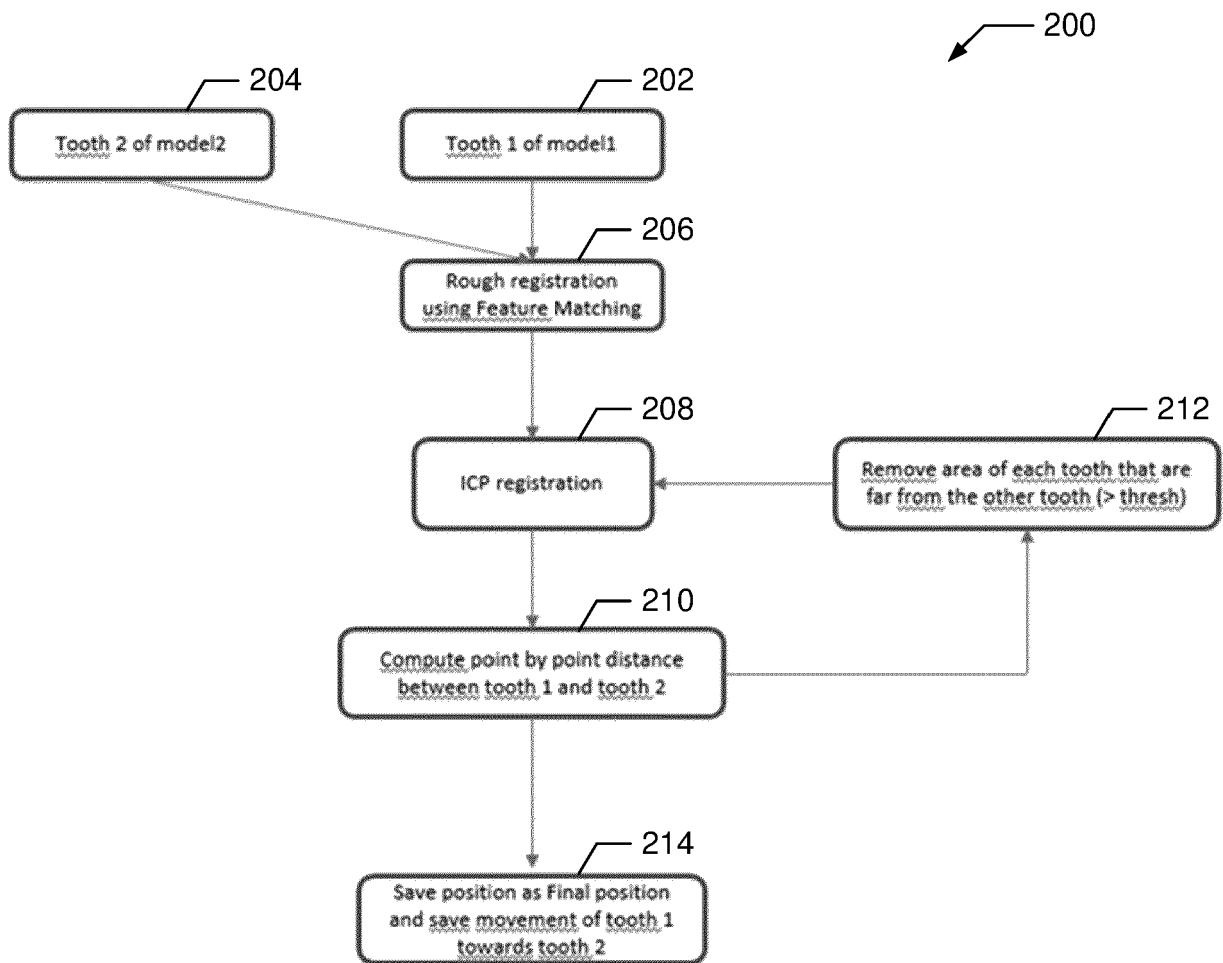 200
204
202
Tooth 2 of model2
Tooth 1 of model1
206
Rough registration
using Feature Matching
208
212
ICP registration
Remove area of each tooth that are
far from the other tooth (> thresh)
210
Compute point by point distance
between tooth 1 and tooth 2
214
Save position as Final position
and save movement of tooth 1
towards tooth 2